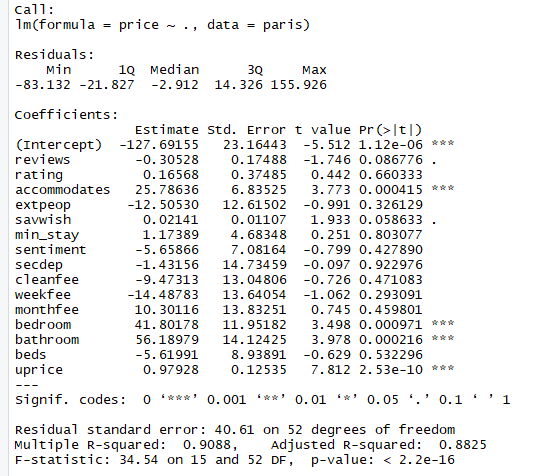 Call:
lm(formula = price ~ ., data = paris)
Residuals:
    Min      1Q  Median      3Q     Max
-83.132 -21.827  -2.912  14.326 155.926
Coefficients:
              Estimate Std. Error t value Pr(>|t|)
(Intercept) -127.69155   23.16443  -5.512 1.12e-06 ***
reviews       -0.30528    0.17488  -1.746 0.086776 .
rating         0.16568    0.37485   0.442 0.660333
accommodates  25.78636    6.83525   3.773 0.000415 ***
extpeop      -12.50530   12.61502  -0.991 0.326129
savwish        0.02141    0.01107   1.933 0.058633 .
min_stay       1.17389    4.68348   0.251 0.803077
sentiment     -5.65866    7.08164  -0.799 0.427890
secdep        -1.43156   14.73459  -0.097 0.922976
cleanfee      -9.47313   13.04806  -0.726 0.471083
weekfee      -14.48783   13.64054  -1.062 0.293091
monthfee      10.30116   13.83251   0.745 0.459801
bedroom       41.80178   11.95182   3.498 0.000971 ***
bathroom      56.18979   14.12425   3.978 0.000216 ***
beds          -5.61991    8.93891  -0.629 0.532296
uprice         0.97928    0.12535   7.812 2.53e-10 ***
---
Signif. codes:  0 ‘***’ 0.001 ‘**’ 0.01 ‘*’ 0.05 ‘.’ 0.1 ‘ ’ 1
Residual standard error: 40.61 on 52 degrees of freedom
Multiple R-squared:  0.9088,    Adjusted R-squared:  0.8825
F-statistic: 34.54 on 15 and 52 DF,  p-value: < 2.2e-16